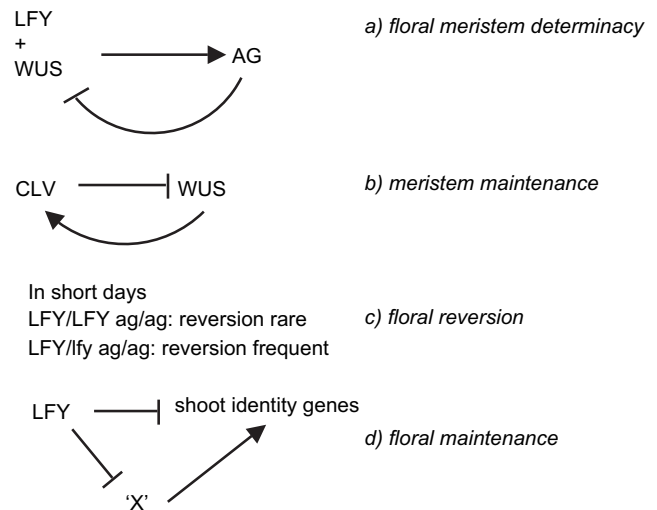 LFY
+
WUS
AG
a) floral meristem determinacy
CLV
WUS
b) meristem maintenance
In short days
LFY/LFY ag/ag: reversion rare
LFY/lfy ag/ag: reversion frequent
c) floral reversion
LFY
shoot identity genes
'X'
d) floral maintenance